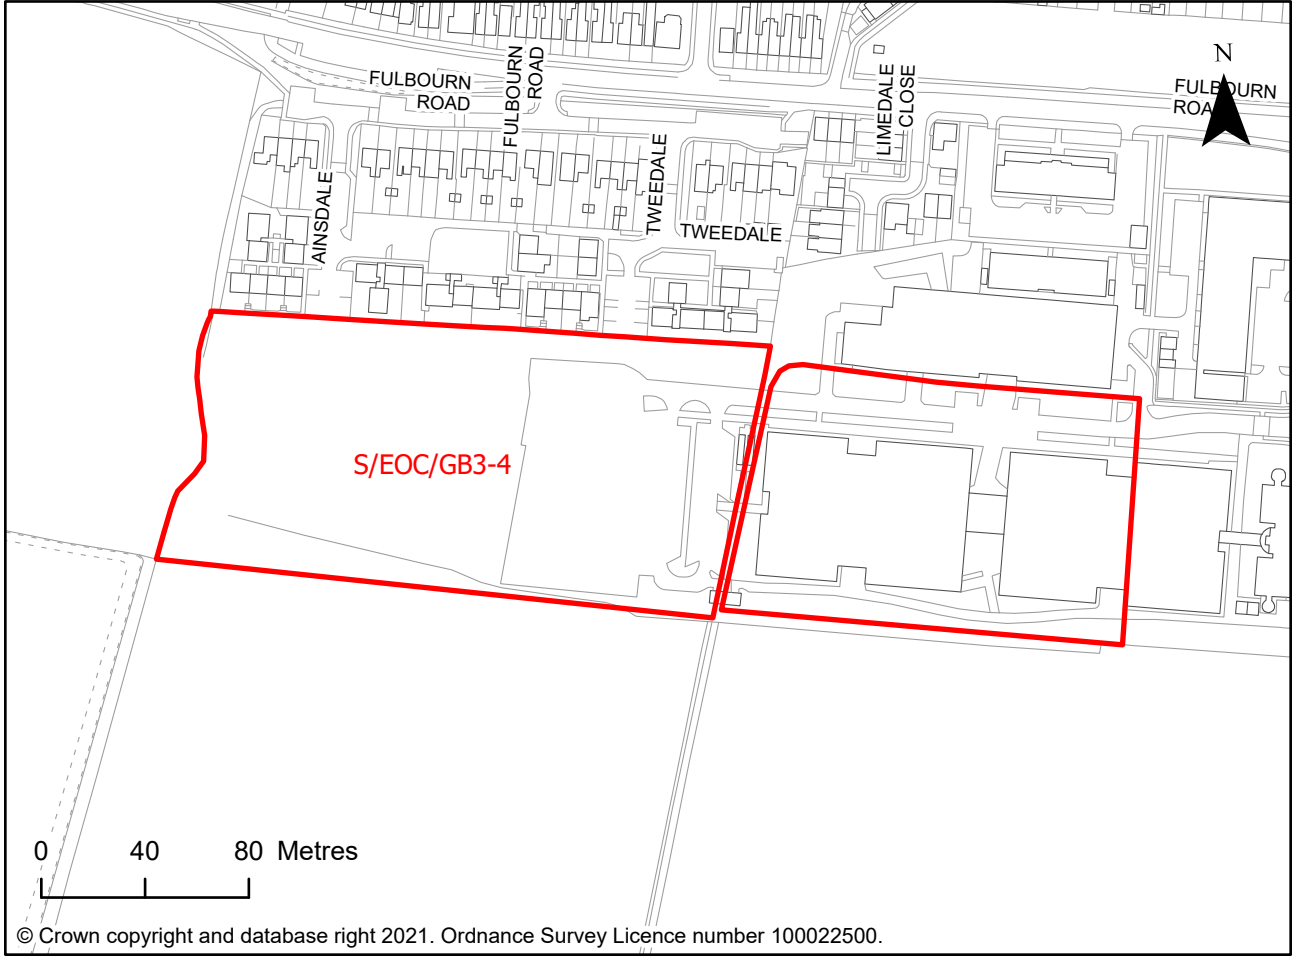 N
FULBOURN
ROAD
FULBOURN
ROAD
LIMEDALE
CLOSE
FULBOURN
ROAD
AINSDALE
TWEEDALE
TWEEDALE
S/EOC/GB3-4
0 40 80 Metres
© Crown copyright and database right 2021. Ordnance Survey Licence number 100022500.